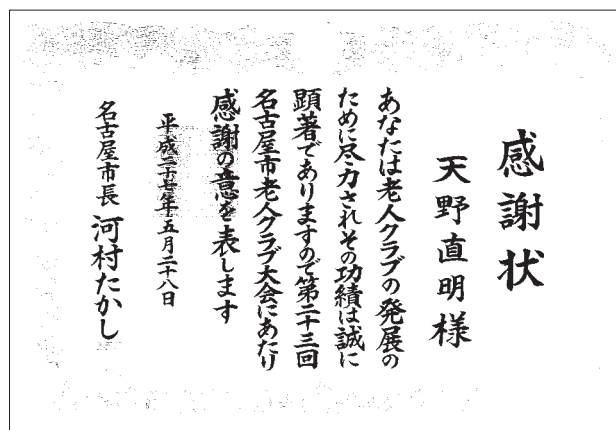 感謝状
天野直明様
あなたは老人クラブの発展の
ために尽力されその功績は誠に
顕著でありますので第二十三回
名古屋市老人クラブ大会にあたり
感謝の意を表します
平成二十七年五月二十八日
名古屋市長 河村たかし